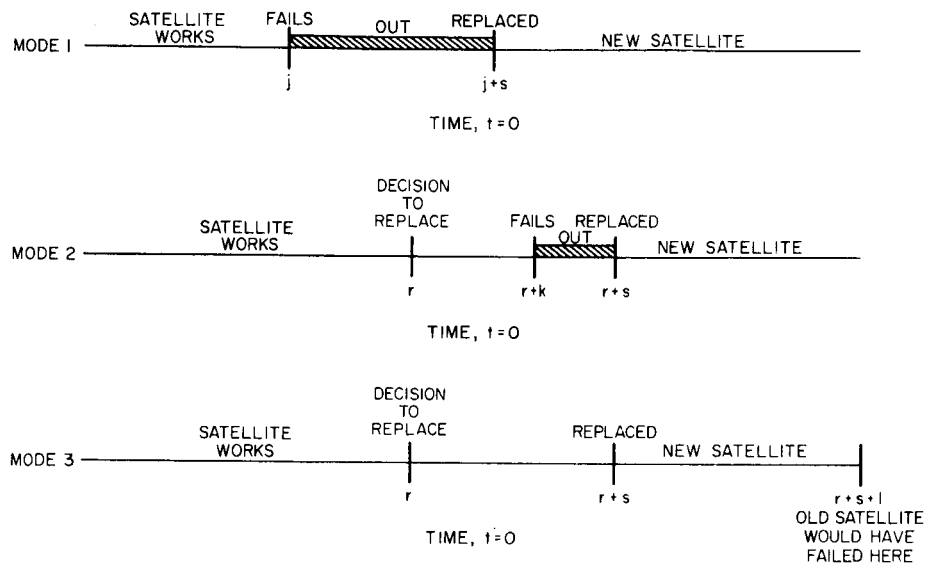 SATELLITE
WORKS
FAILS
OUT
REPLACED
MODE 1
NEW SATELLITE
j
j+s
TIME, t=0
DECISION
TO
REPLACE
SATELLITE
WORKS
FAILS
REPLACED
OUT
MODE 2
NEW SATELLITE
r
r+k
r+s
TIME, t=0
DECISION
TO
REPLACE
SATELLITE
WORKS
REPLACED
MODE 3
NEW SATELLITE
r
r+s
r+s+l
OLD SATELLITE
WOULD HAVE
FAILED HERE
TIME, t=0